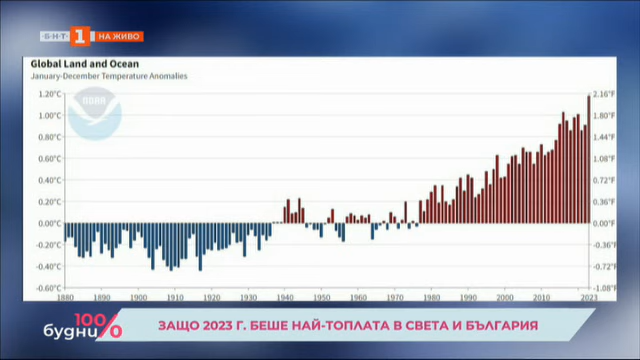 БНТ 1 НА ЖИВО
Global Land and Ocean
January-December Temperature Anomalies
1.20°C 2.16°F
1.00°C 1.80°F
0.80°C 1.44°F
0.60°C 1.08°F
0.40°C 0.72°F
0.20°C 0.36°F
0.00°C 0.00°F
-0.20°C -0.36°F
-0.40°C -0.72°F
-0.60°C -1.08°F
1880 1890 1900 1910 1920 1930 1940 1950 1960 1970 1980 1990 2000 2010 2023
100%
будни
ЗАЩО 2023 Г. БЕШЕ НАЙ-ТОПЛАТА В СВЕТА И БЪЛГАРИЯ